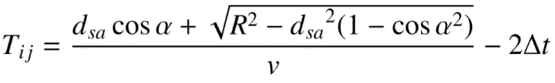 T_{ij} = \frac{d_{sa} \cos \alpha + \sqrt{R^2 - {d_{sa}}^2 (1 - \cos \alpha^2)}}{v} - 2\Delta t